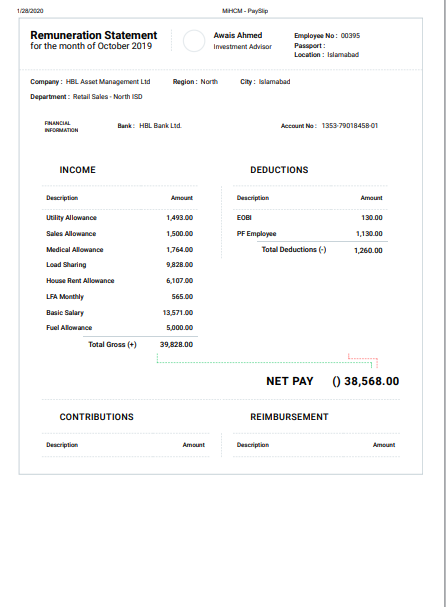 1/28/2020 MiHCM - PaySlip
Remuneration Statement
for the month of October 2019
Awais Ahmed
Investment Advisor
Employee No : 00395
Passport :
Location : Islamabad
Company : HBL Asset Management Ltd Region : North City : Islamabad
Department : Retail Sales - North ISD
FINANCIAL
INFORMATION
Bank : HBL Bank Ltd. Account No : 1353-79018458-01
INCOME
Description Amount
Utility Allowance 1,493.00
Sales Allowance 1,500.00
Medical Allowance 1,764.00
Load Sharing 9,828.00
House Rent Allowance 6,107.00
LFA Monthly 565.00
Basic Salary 13,571.00
Fuel Allowance 5,000.00
Total Gross (+) 39,828.00
DEDUCTIONS
Description Amount
EOBI 130.00
PF Employee 1,130.00
Total Deductions (-) 1,260.00
NET PAY () 38,568.00
CONTRIBUTIONS
Description Amount
REIMBURSEMENT
Description Amount